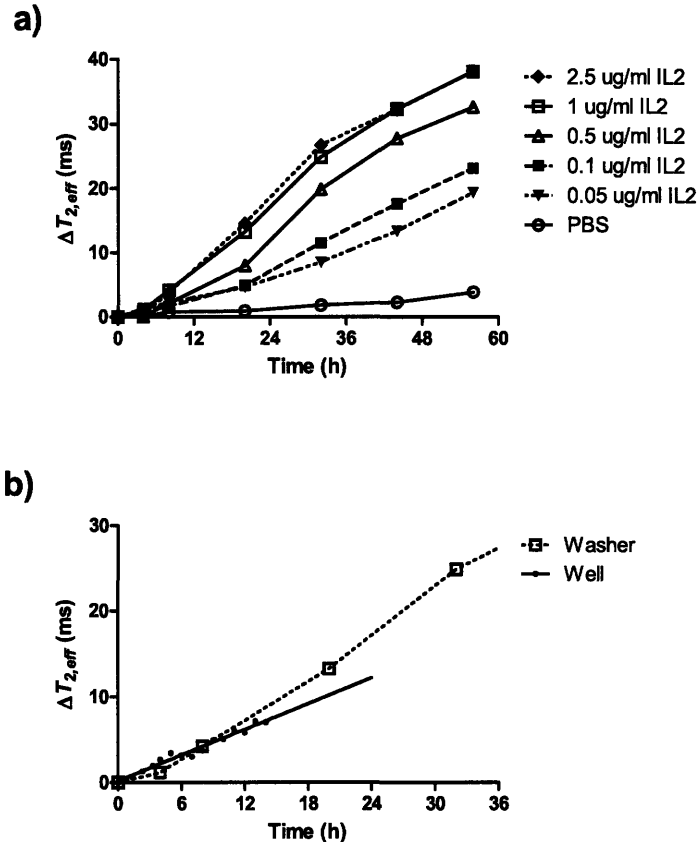 a)
40
30
20
10
0
ΔT2,eff (ms)
0 12 24 36 48 60
Time (h)
2.5 ug/ml IL2
1 ug/ml IL2
0.5 ug/ml IL2
0.1 ug/ml IL2
0.05 ug/ml IL2
PBS
b)
30
20
10
0
ΔT2,eff (ms)
0 6 12 18 24 30 36
Time (h)
Washer
Well